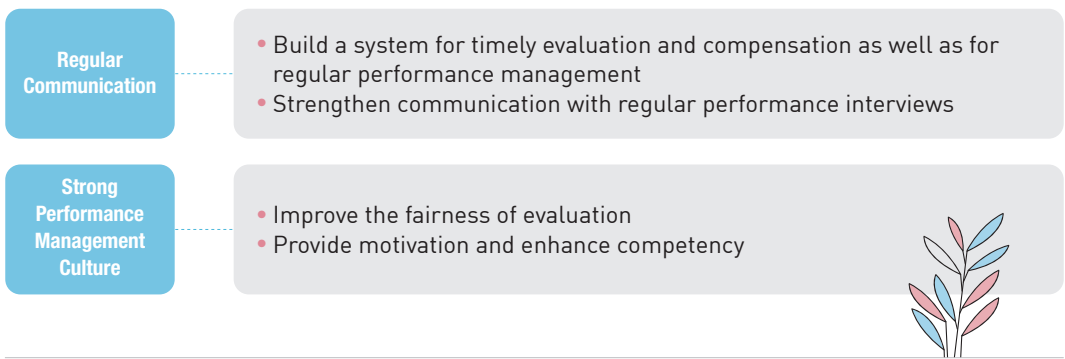 Regular
Communication
• Build a system for timely evaluation and compensation as well as for
regular performance management
• Strengthen communication with regular performance interviews
Strong
Performance
Management
Culture
• Improve the fairness of evaluation
• Provide motivation and enhance competency